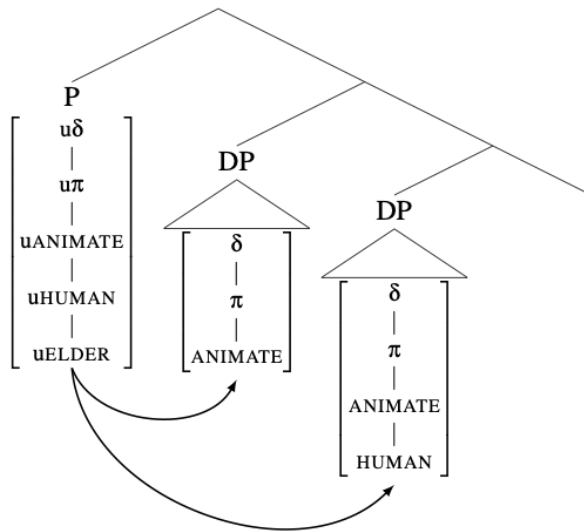 P
uδ
uπ
uANIMATE
uHUMAN
uELDER
DP
δ
π
ANIMATE
DP
δ
π
ANIMATE
HUMAN